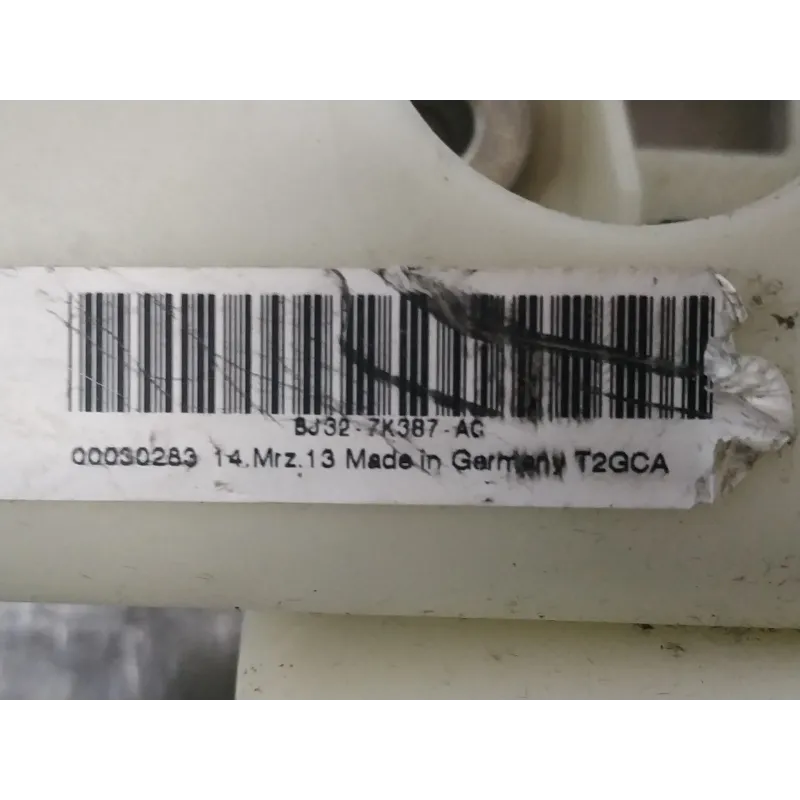 BJ32-7K387-AC
00030283 14.Mrz.13 Made in Germany T2GCA